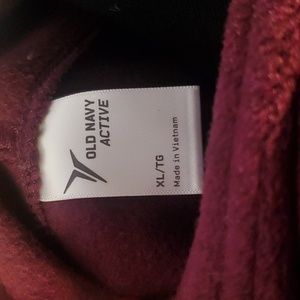 OLD NAVY
ACTIVE
XL/TG
Made in Vietnam